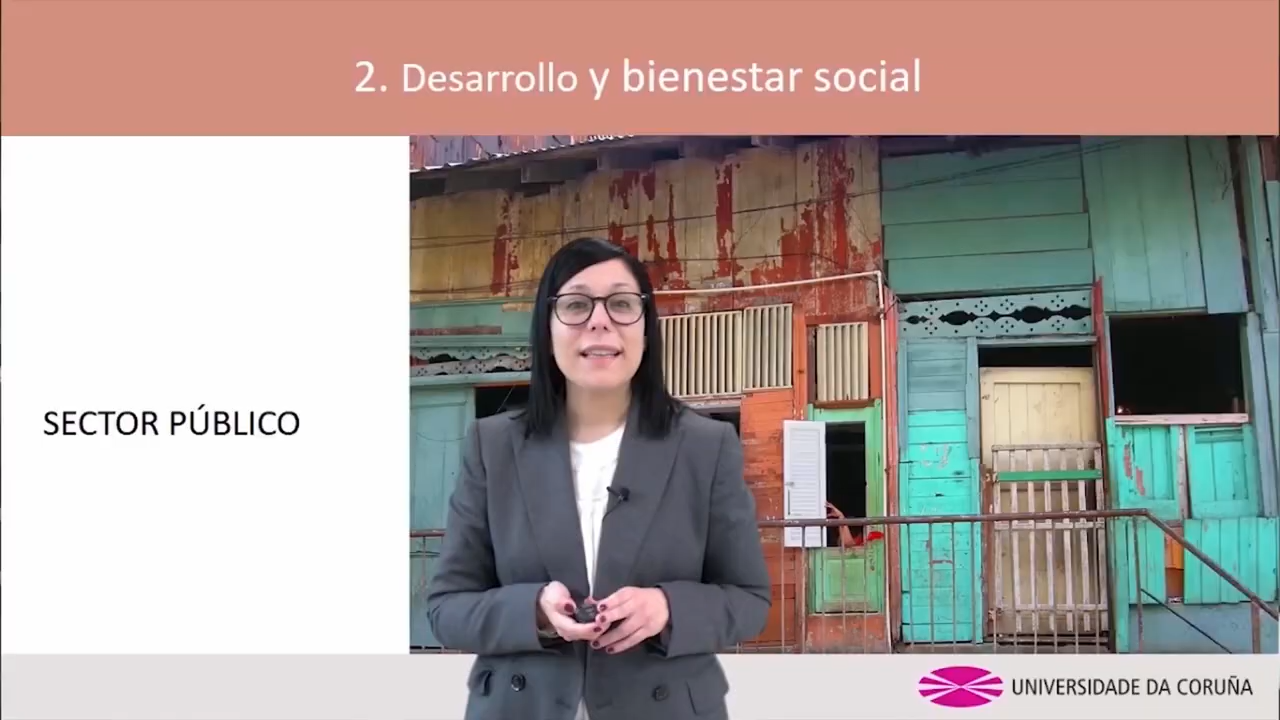 2. Desarrollo y bienestar social
SECTOR PÚBLICO
UNIVERSIDADE DA CORUÑA